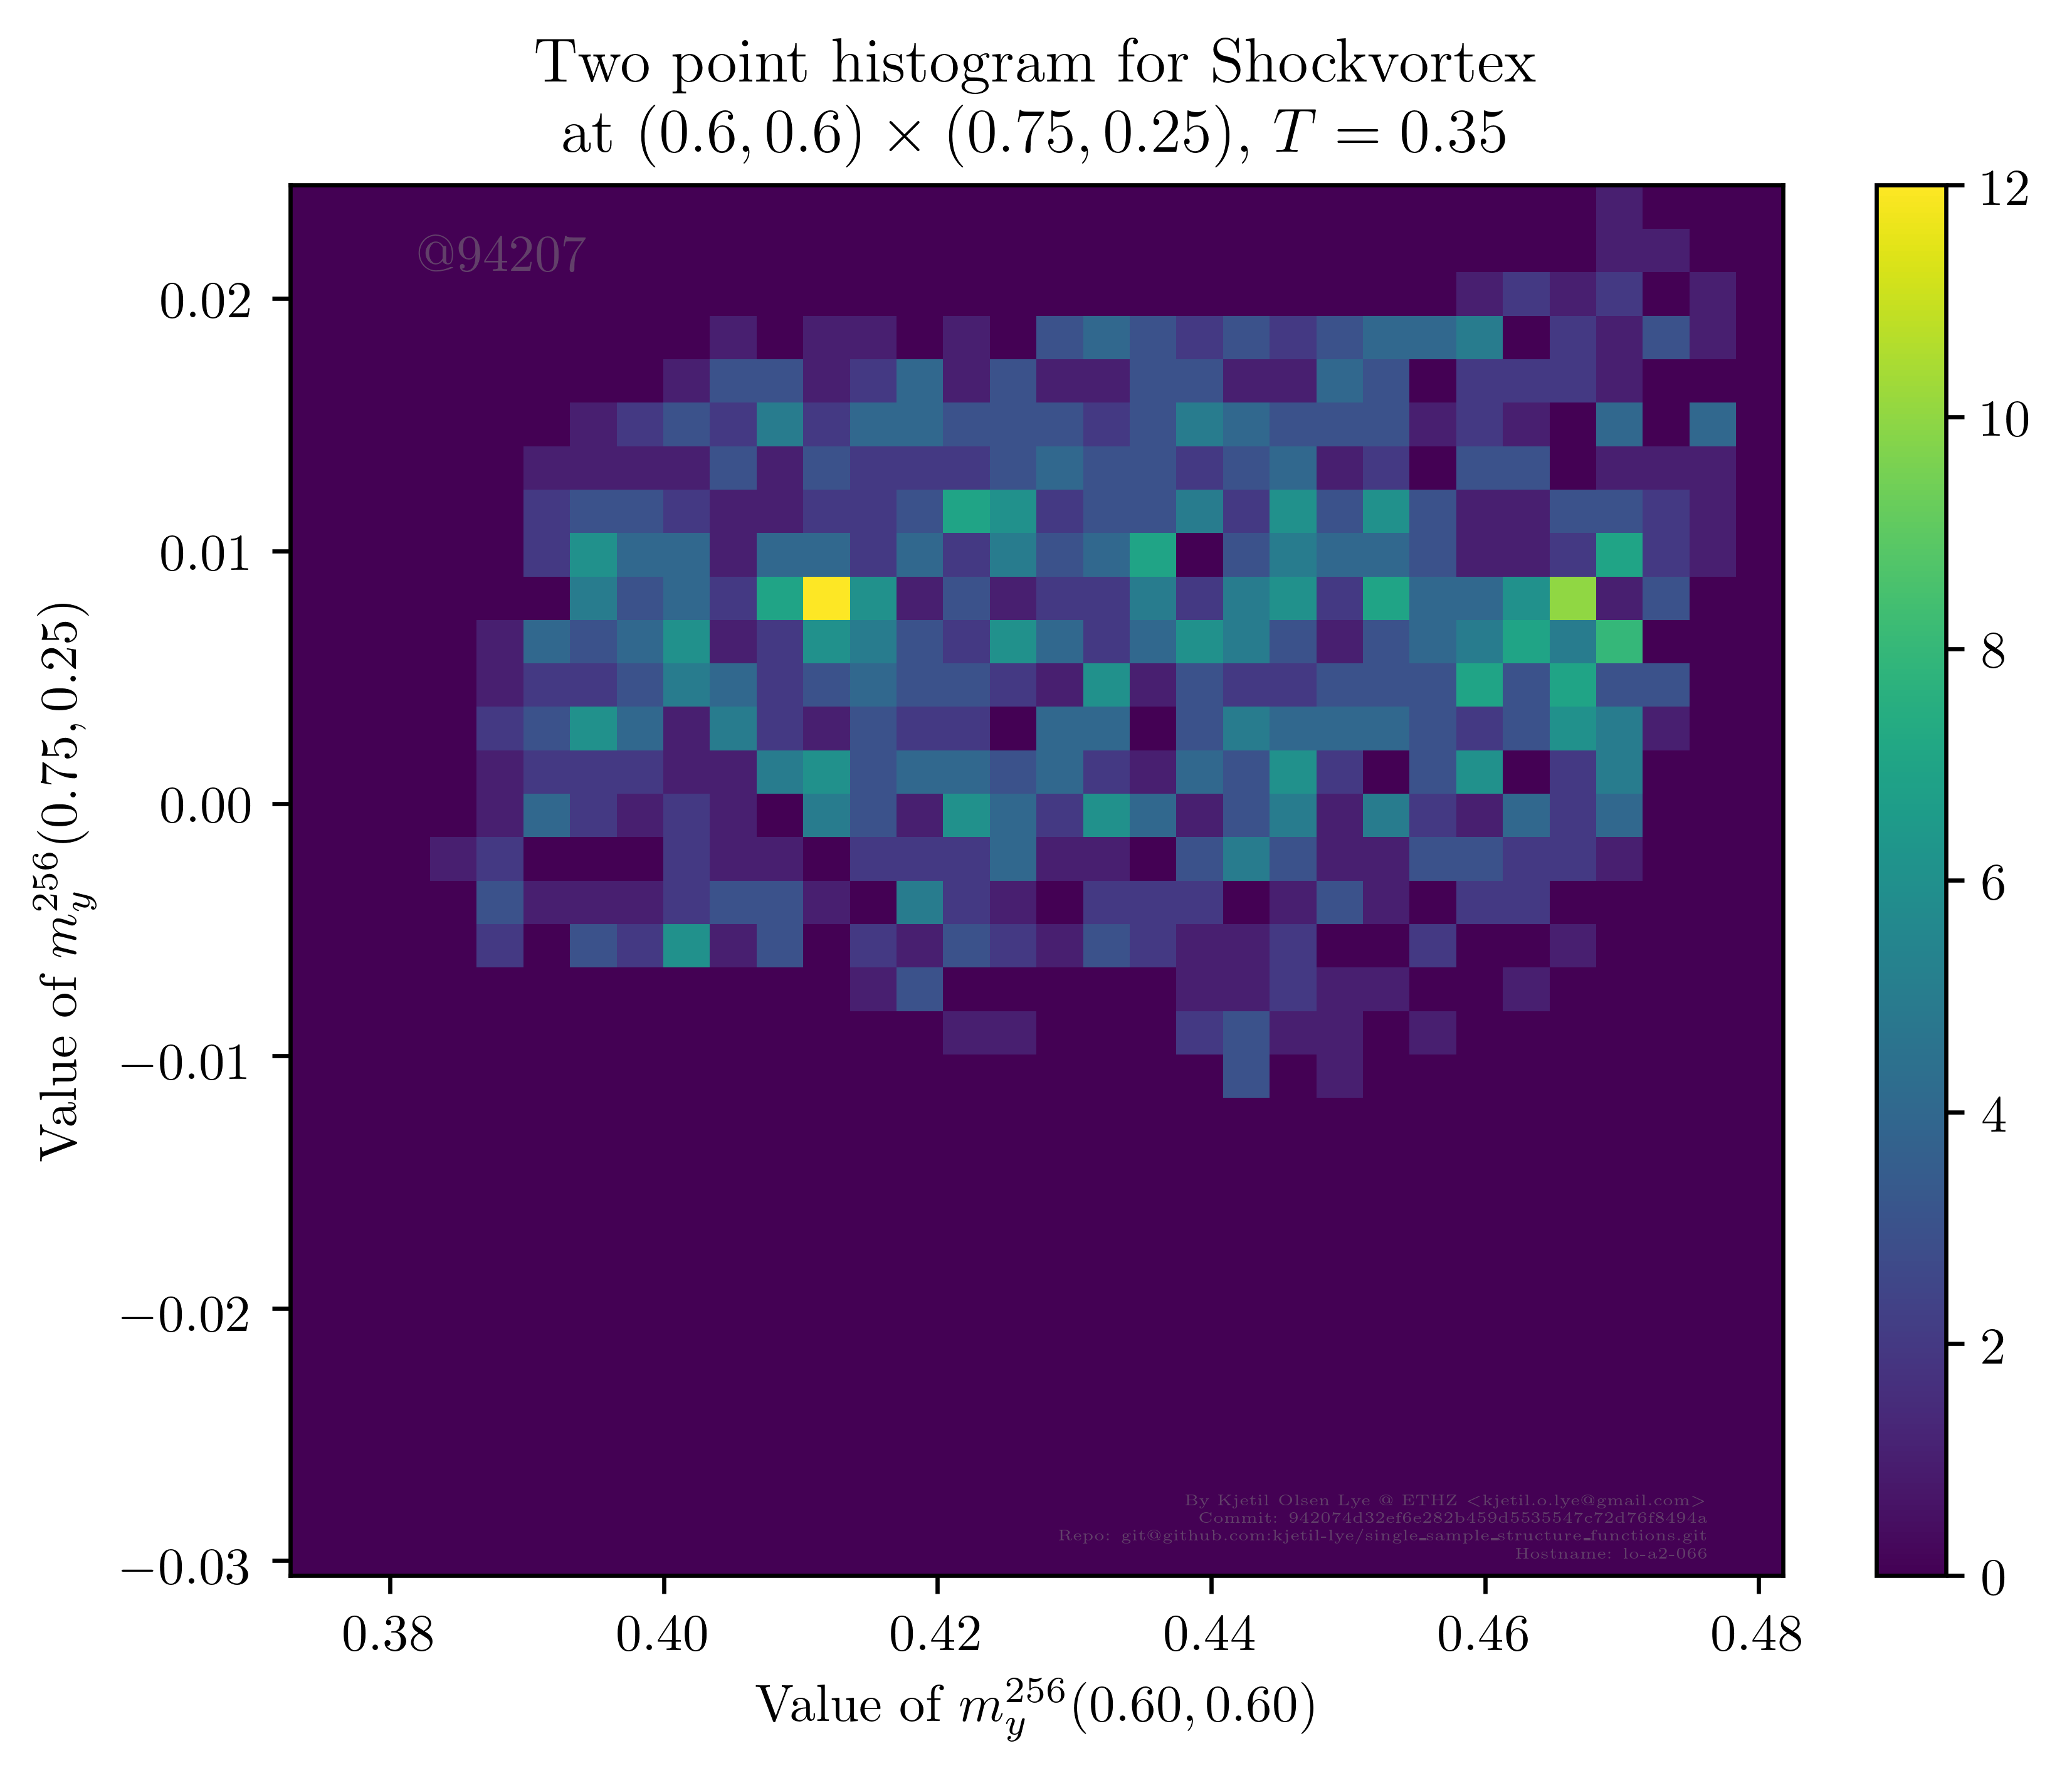 Two point histogram for Shockvortex
at (0.6, 0.6) × (0.75, 0.25), T = 0.35
@94207
0.02
0.01
0.00
−0.01
−0.02
−0.03
Value of m_y^256(0.75, 0.25)
0.38 0.40 0.42 0.44 0.46 0.48
Value of m_y^256(0.60, 0.60)
12
10
8
6
4
2
0
By Kjetil Olsen Lye @ ETHZ <kjetil.o.lye@gmail.com>
Commit: 942074d32ef6e282b459d5535547c72d76f8494a
Repo: git@github.com:kjetil-lye/single_sample_structure_functions.git
Hostname: lo-a2-066